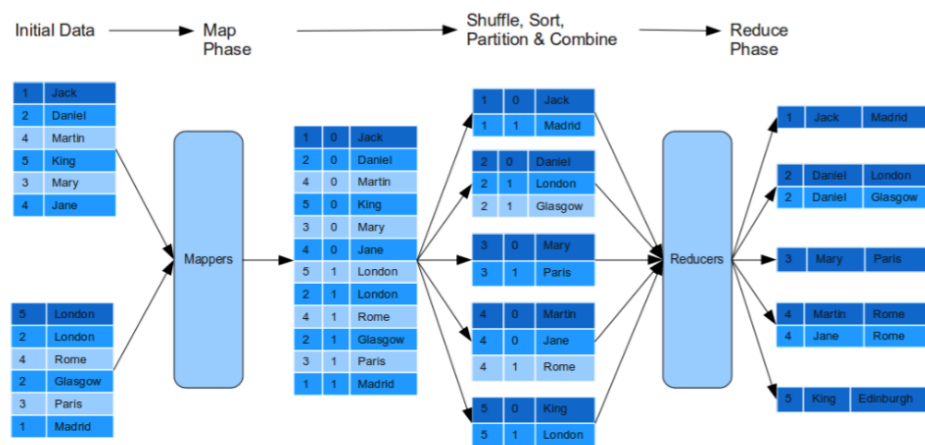 Initial Data
Map
Phase
Shuffle, Sort,
Partition & Combine
Reduce
Phase
1 Jack
2 Daniel
4 Martin
5 King
3 Mary
4 Jane
5 London
2 London
4 Rome
2 Glasgow
3 Paris
1 Madrid
Mappers
1 0 Jack
2 0 Daniel
4 0 Martin
5 0 King
3 0 Mary
4 0 Jane
5 1 London
2 1 London
4 1 Rome
2 1 Glasgow
3 1 Paris
1 1 Madrid
1 0 Jack
1 1 Madrid
2 0 Daniel
2 1 London
2 1 Glasgow
3 0 Mary
3 1 Paris
4 0 Martin
4 0 Jane
4 1 Rome
5 0 King
5 1 London
Reducers
1 Jack Madrid
2 Daniel London
2 Daniel Glasgow
3 Mary Paris
4 Martin Rome
4 Jane Rome
5 King Edinburgh